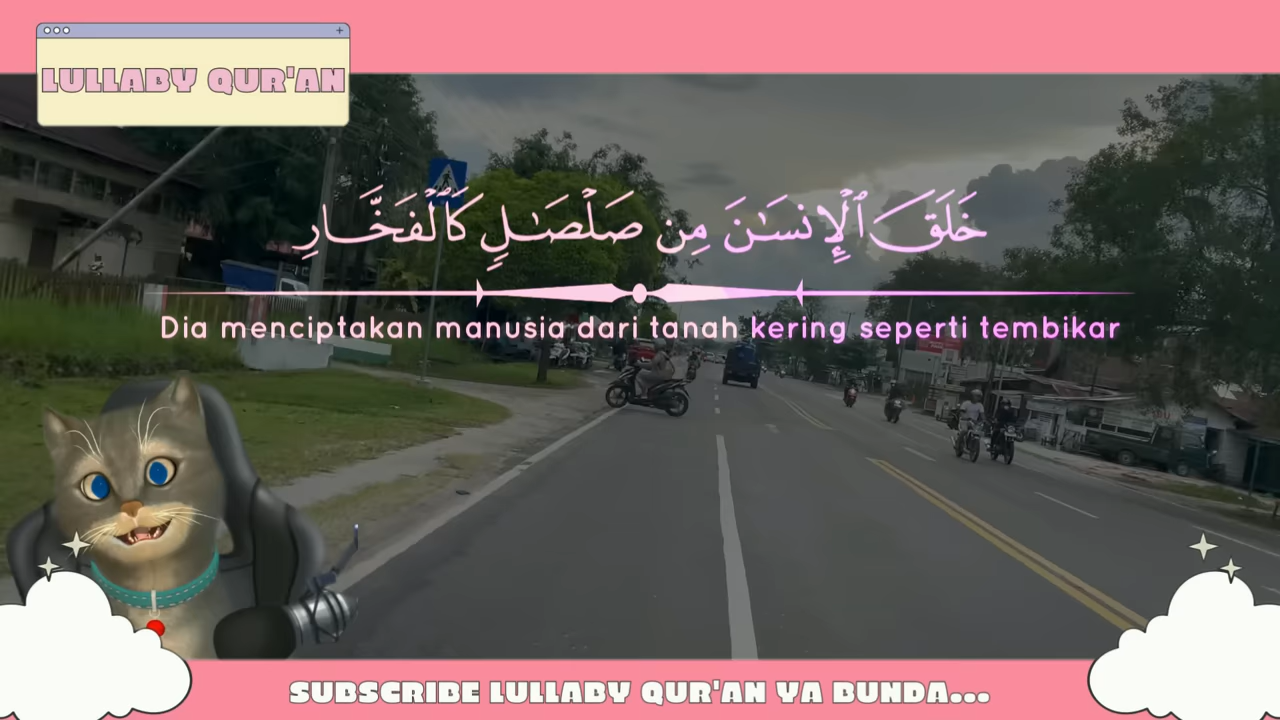 LULLABY QUR'AN
خَلَقَ ٱلْإِنسَـٰنَ مِن صَلْصَـٰلٍ كَٱلْفَخَّارِ
Dia menciptakan manusia dari tanah kering seperti tembikar
SUBSCRIBE LULLABY QUR'AN YA BUNDA...